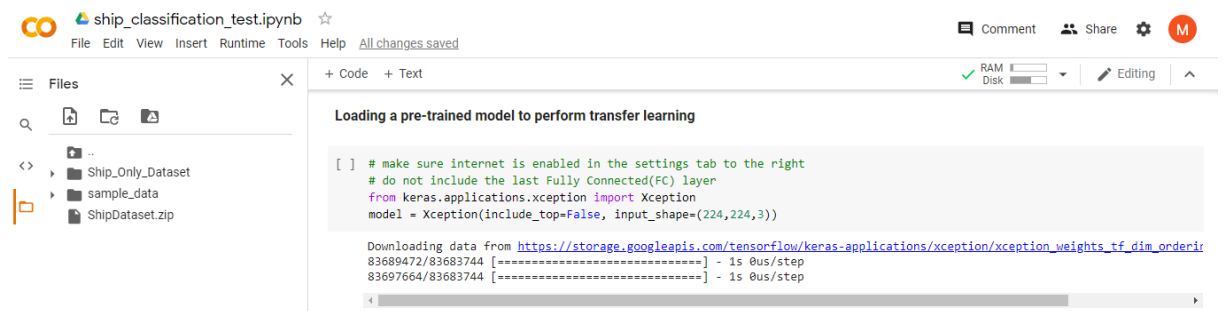 ship_classification_test.ipynb
File Edit View Insert Runtime Tools Help All changes saved
Comment Share M
Files
+ Code + Text
RAM
Disk
Editing
..
Ship_Only_Dataset
sample_data
ShipDataset.zip
Loading a pre-trained model to perform transfer learning
[ ] # make sure internet is enabled in the settings tab to the right
# do not include the last Fully Connected(FC) layer
from keras.applications.xception import Xception
model = Xception(include_top=False, input_shape=(224,224,3))
Downloading data from https://storage.googleapis.com/tensorflow/keras-applications/xception/xception_weights_tf_dim_orderin
83689472/83683744 [==============================] - 1s 0us/step
83697664/83683744 [==============================] - 1s 0us/step